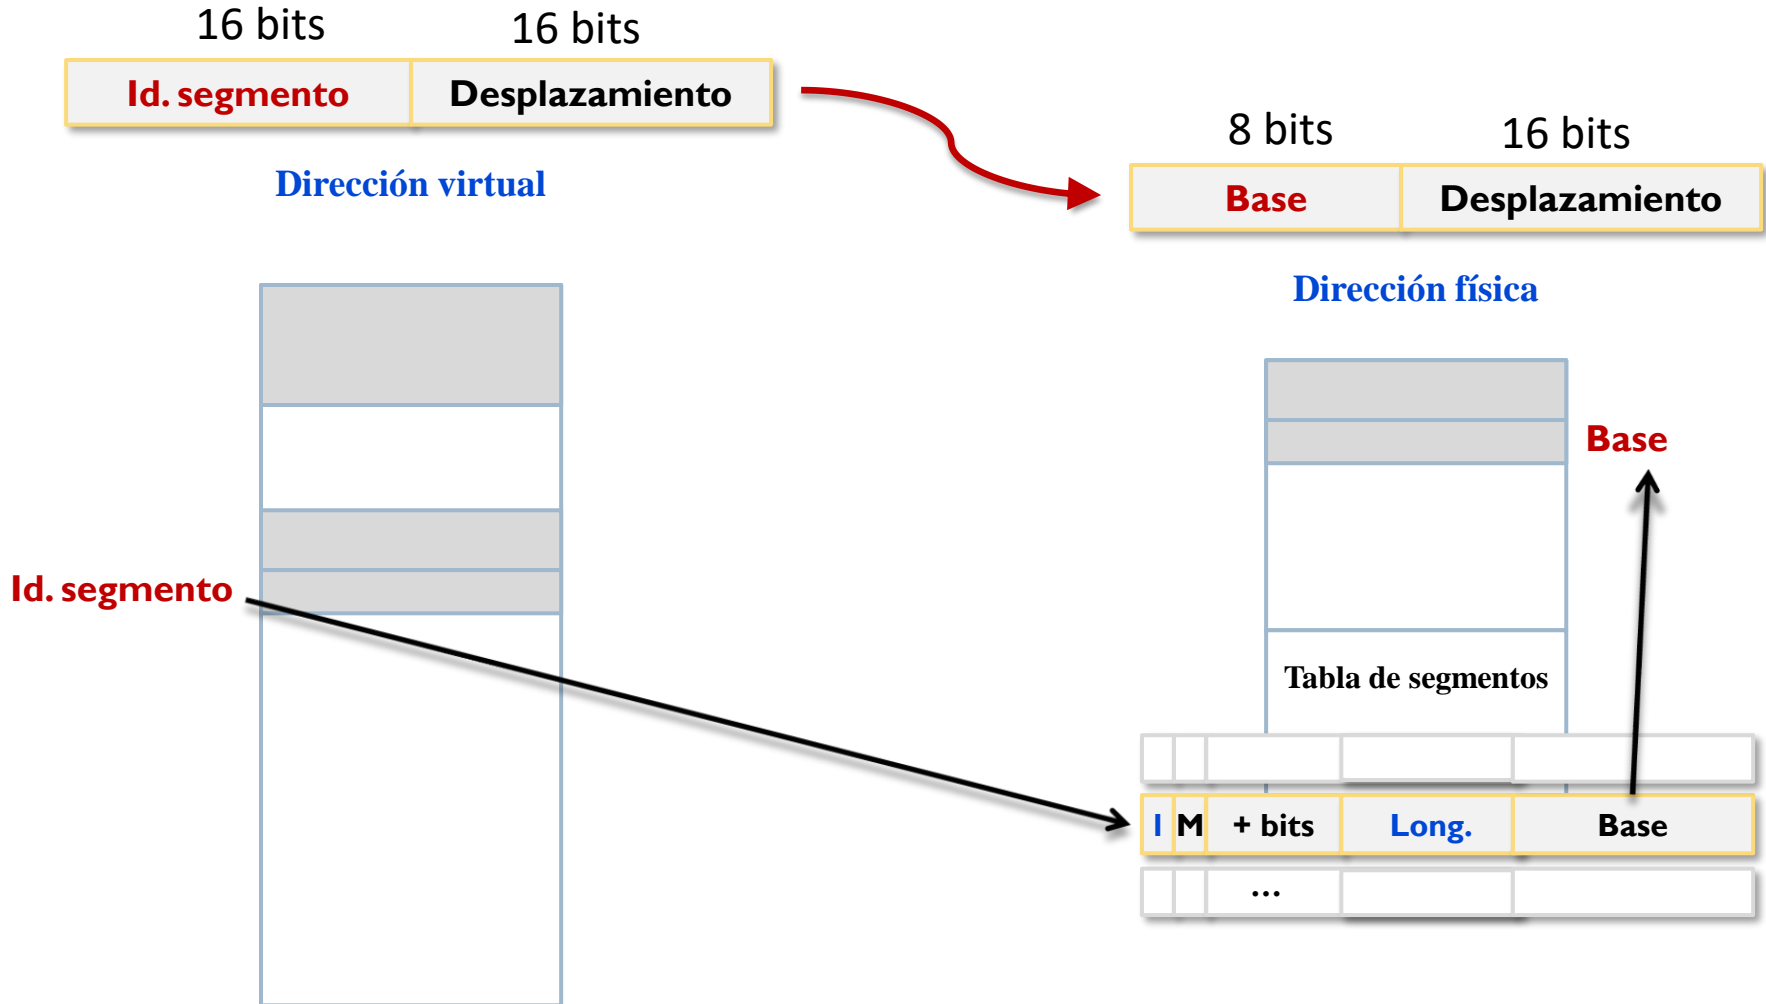 16 bits 16 bits
Id. segmento Desplazamiento
Dirección virtual
8 bits 16 bits
Base Desplazamiento
Dirección física
Base
Id. segmento
Tabla de segmentos
I M + bits Long. Base
...